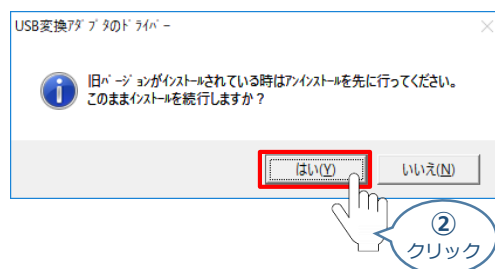 USB変換ｱﾀﾞﾌﾟﾀのﾄﾞﾗｲﾊﾞｰ
旧ﾊﾞｰｼﾞｮﾝがｲﾝｽﾄｰﾙされている時はｱﾝｲﾝｽﾄｰﾙを先に行ってください。
このままｲﾝｽﾄｰﾙを続行しますか？
はい(Y)
いいえ(N)
②
クリック